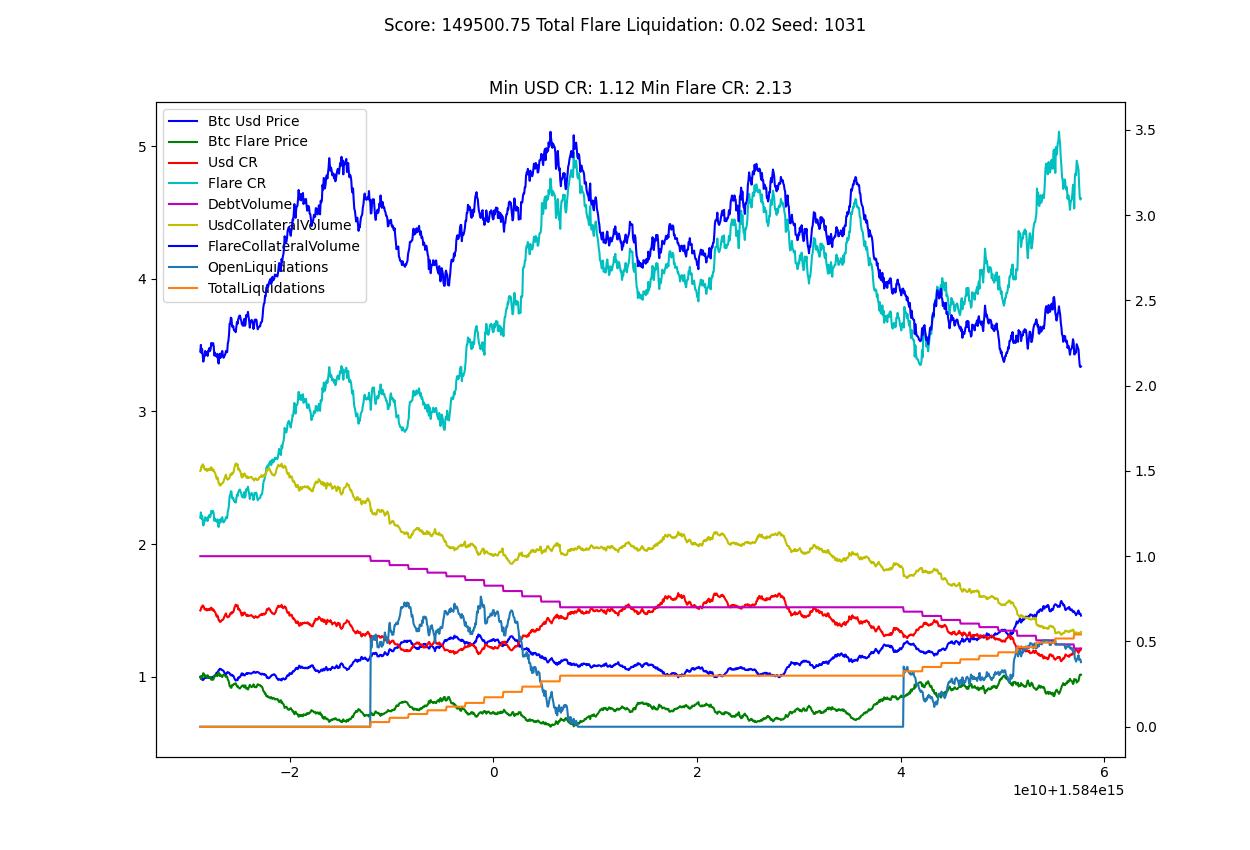 Score: 149500.75 Total Flare Liquidation: 0.02 Seed: 1031
Min USD CR: 1.12 Min Flare CR: 2.13
Btc Usd Price
Btc Flare Price
Usd CR
Flare CR
DebtVolume
UsdCollateralVolume
FlareCollateralVolume
OpenLiquidations
TotalLiquidations
5
4
3
2
1
3.5
3.0
2.5
2.0
1.5
1.0
0.5
0.0
−2
0
2
4
6
1e10+1.584e15